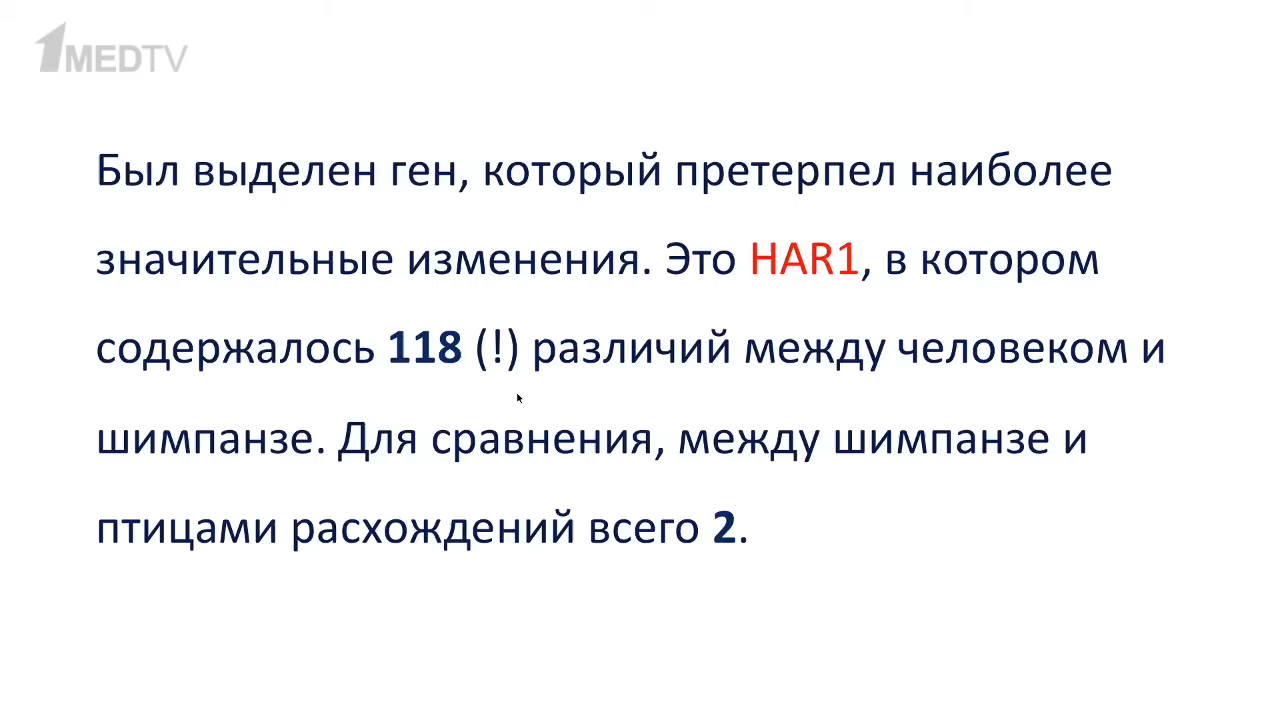 1MEDTV
Был выделен ген, который претерпел наиболее
значительные изменения. Это HAR1, в котором
содержалось 118 (!) различий между человеком и
шимпанзе. Для сравнения, между шимпанзе и
птицами расхождений всего 2.